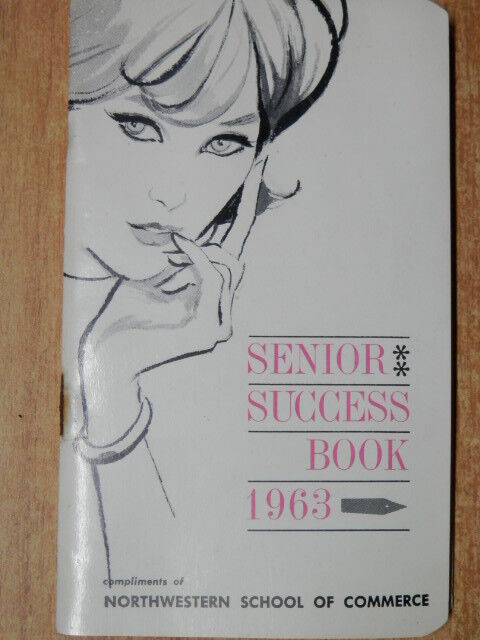 SENIOR **
SUCCESS
BOOK
1963
compliments of
NORTHWESTERN SCHOOL OF COMMERCE